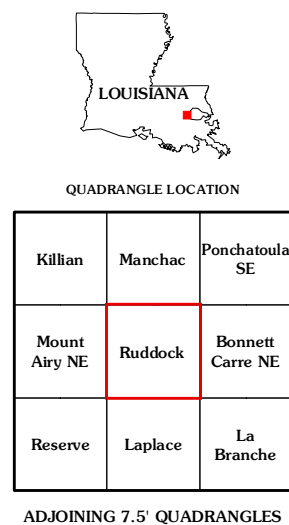 LOUISIANA
QUADRANGLE LOCATION
Killian
Manchac
Ponchatoula
SE
Mount
Airy NE
Ruddock
Bonnett
Carre NE
Reserve
Laplace
La
Branche
ADJOINING 7.5' QUADRANGLES